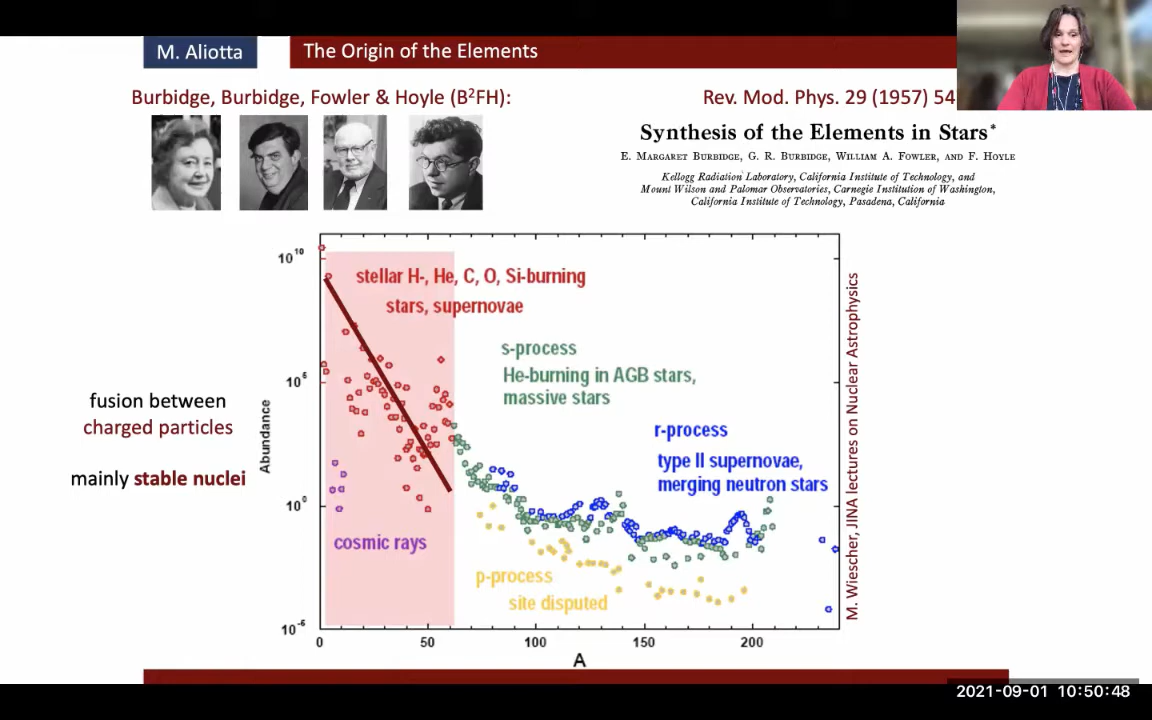 M. Aliotta
The Origin of the Elements
Burbidge, Burbidge, Fowler & Hoyle (B²FH):
Rev. Mod. Phys. 29 (1957) 54
Synthesis of the Elements in Stars*
E. MARGARET BURBIDGE, G. R. BURBIDGE, WILLIAM A. FOWLER, AND F. HOYLE
Kellogg Radiation Laboratory, California Institute of Technology, and
Mount Wilson and Palomar Observatories, Carnegie Institution of Washington,
California Institute of Technology, Pasadena, California
fusion between
charged particles
mainly stable nuclei
Abundance
10¹⁰
10⁵
10⁰
10⁻⁶
stellar H-, He, C, O, Si-burning
stars, supernovae
s-process
He-burning in AGB stars,
massive stars
r-process
type II supernovae,
merging neutron stars
cosmic rays
p-process
site disputed
0 50 100 150 200
A
M. Wiescher, JINA lectures on Nuclear Astrophysics
2021-09-01 10:50:48